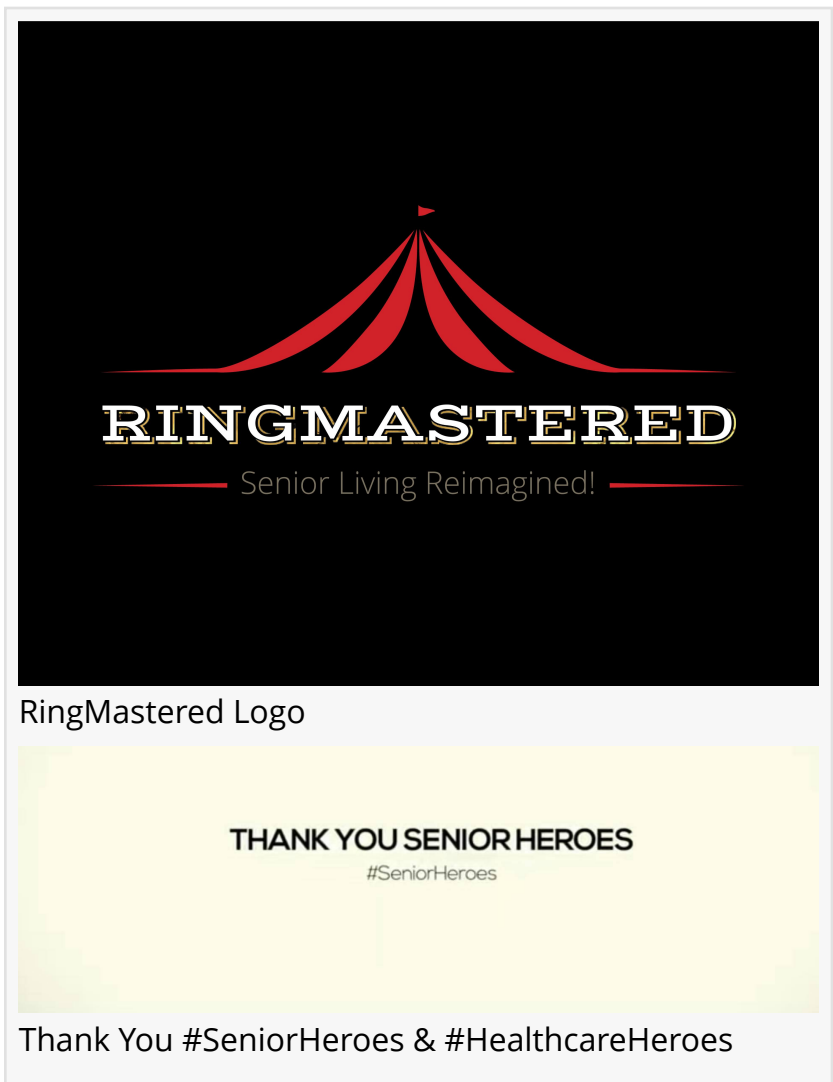 RINGMASTERED
Senior Living Reimagined!
RingMastered Logo
THANK YOU SENIOR HEROES
#SeniorHeroes
Thank You #SeniorHeroes & #HealthcareHeroes